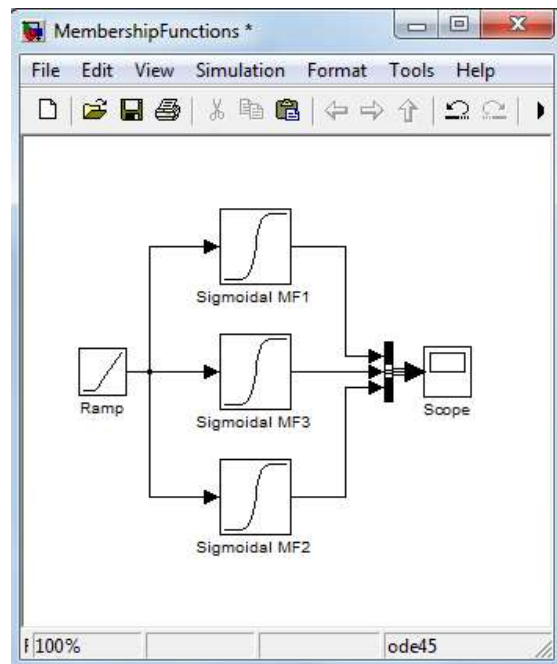 MembershipFunctions *
File Edit View Simulation Format Tools Help
Sigmoidal MF1
Ramp
Sigmoidal MF3
Scope
Sigmoidal MF2
100% ode45